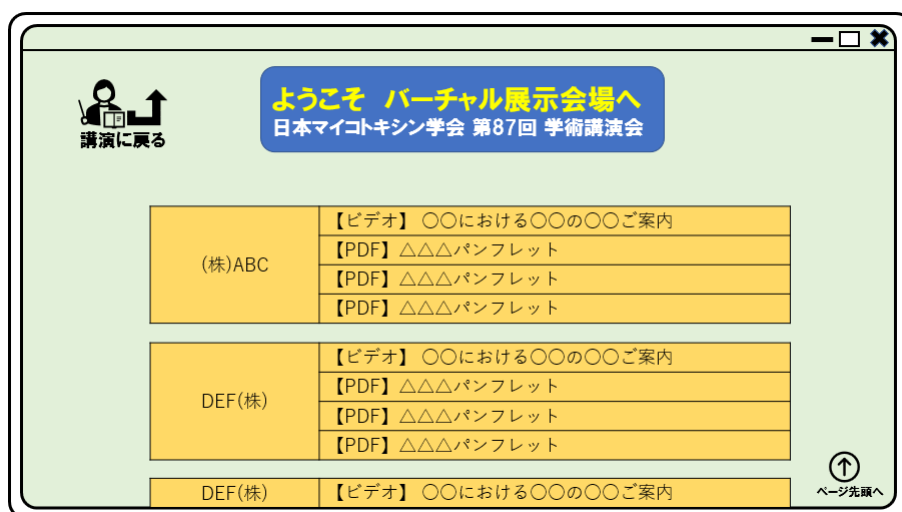 講演に戻る
ようこそ バーチャル展示会場へ
日本マイコトキシン学会 第87回 学術講演会
(株)ABC
【ビデオ】 〇〇における〇〇の〇〇ご案内
【PDF】△△△パンフレット
【PDF】△△△パンフレット
【PDF】△△△パンフレット
DEF(株)
【ビデオ】 〇〇における〇〇の〇〇ご案内
【PDF】△△△パンフレット
【PDF】△△△パンフレット
【PDF】△△△パンフレット
DEF(株)
【ビデオ】 〇〇における〇〇の〇〇ご案内
ページ先頭へ